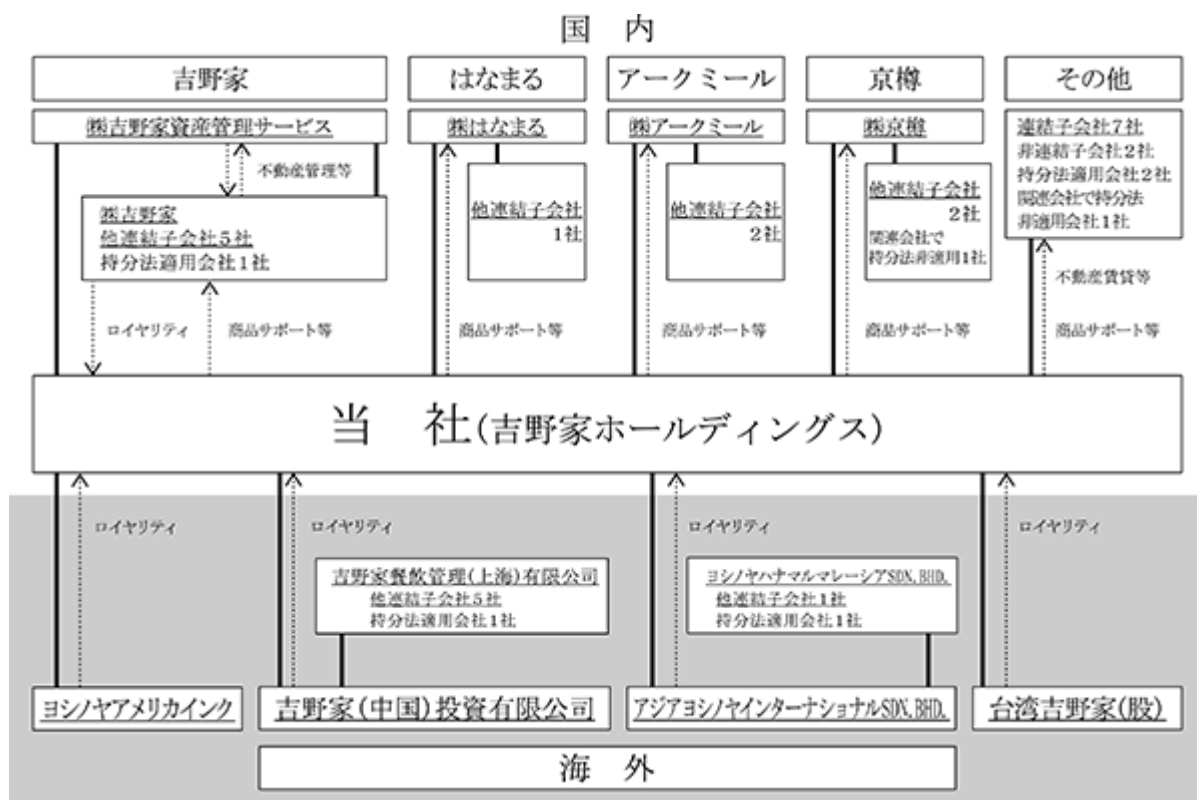 国 内
吉野家
はなまる
アークミール
京樽
その他
㈱吉野家資産管理サービス
㈱はなまる
㈱アークミール
㈱京樽
連結子会社7社
非連結子会社2社
持分法適用会社2社
関連会社で持分法
非適用会社1社
不動産管理等
㈱吉野家
他連結子会社5社
持分法適用会社1社
他連結子会社
1社
他連結子会社
2社
他連結子会社
2社
関連会社で
持分法非適用1社
不動産賃貸等
ロイヤリティ
商品サポート等
商品サポート等
商品サポート等
商品サポート等
商品サポート等
当 社(吉野家ホールディングス)
ロイヤリティ
ロイヤリティ
ロイヤリティ
ロイヤリティ
吉野家餐飲管理(上海)有限公司
他連結子会社5社
持分法適用会社1社
ヨシノヤハナマルマレーシアSDN.BHD.
他連結子会社1社
持分法適用会社1社
ヨシノヤアメリカインク
吉野家(中国)投資有限公司
アジアヨシノヤインターナショナルSDN.BHD.
台湾吉野家(股)
海 外